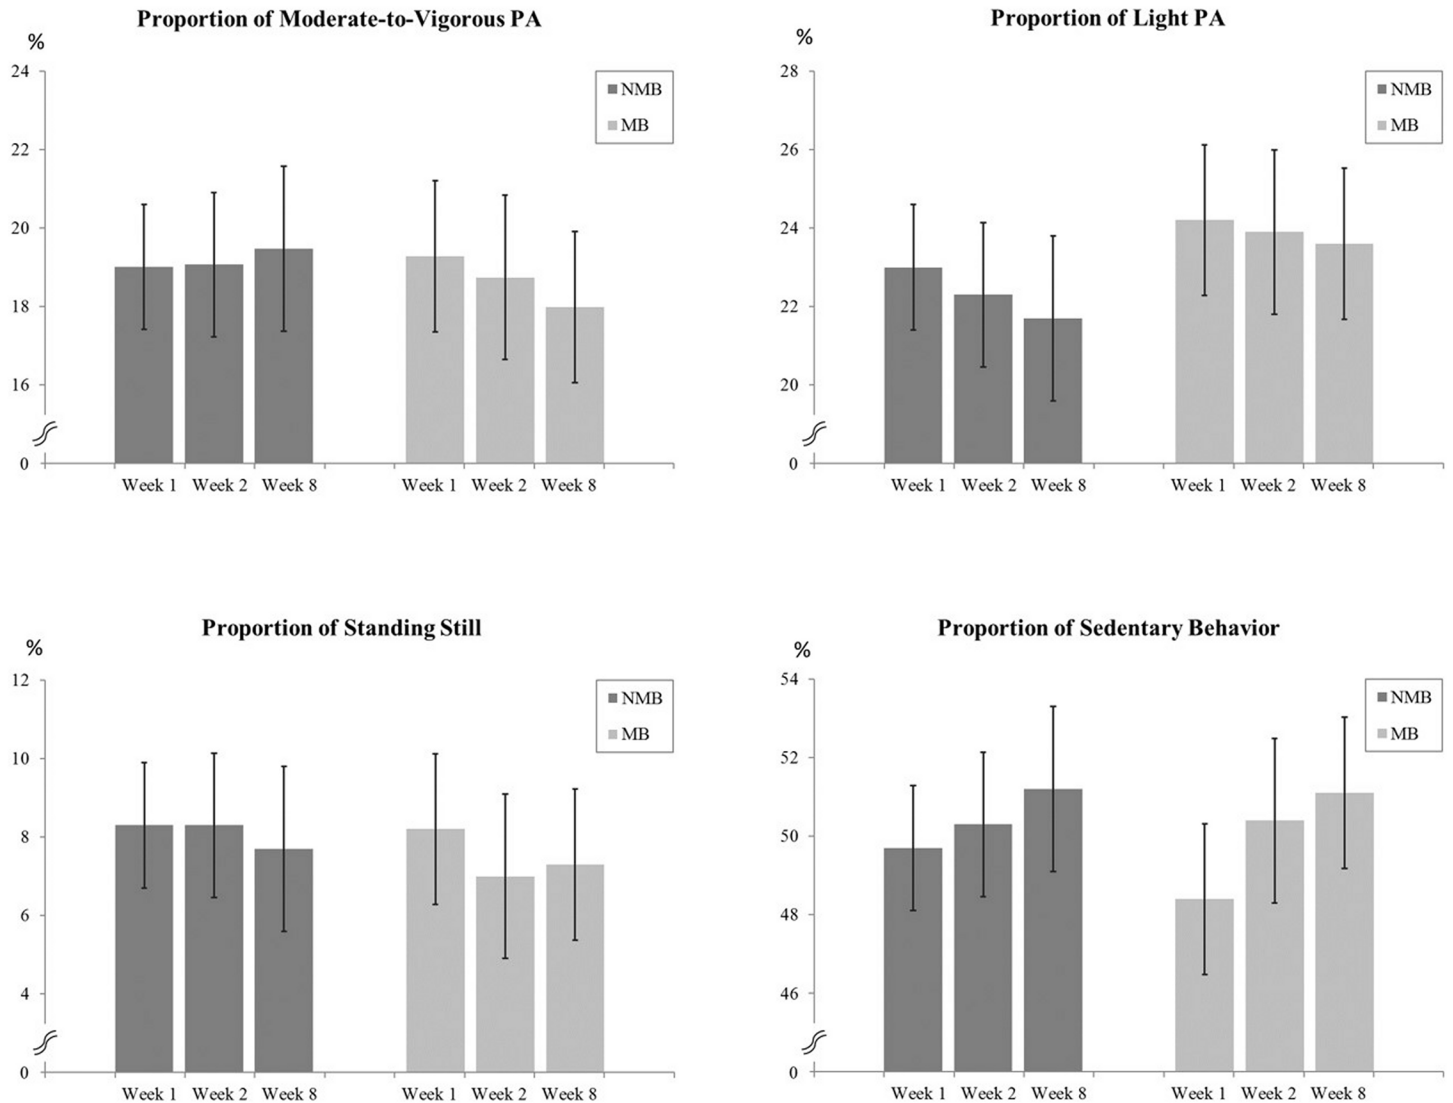 Proportion of Moderate-to-Vigorous PA
%
24
22
20
18
16
0
NMB
MB
Week 1 Week 2 Week 8 Week 1 Week 2 Week 8
Proportion of Light PA
%
28
26
24
22
20
0
NMB
MB
Week 1 Week 2 Week 8 Week 1 Week 2 Week 8
Proportion of Standing Still
%
12
10
8
6
4
0
NMB
MB
Week 1 Week 2 Week 8 Week 1 Week 2 Week 8
Proportion of Sedentary Behavior
%
54
52
50
48
46
0
NMB
MB
Week 1 Week 2 Week 8 Week 1 Week 2 Week 8